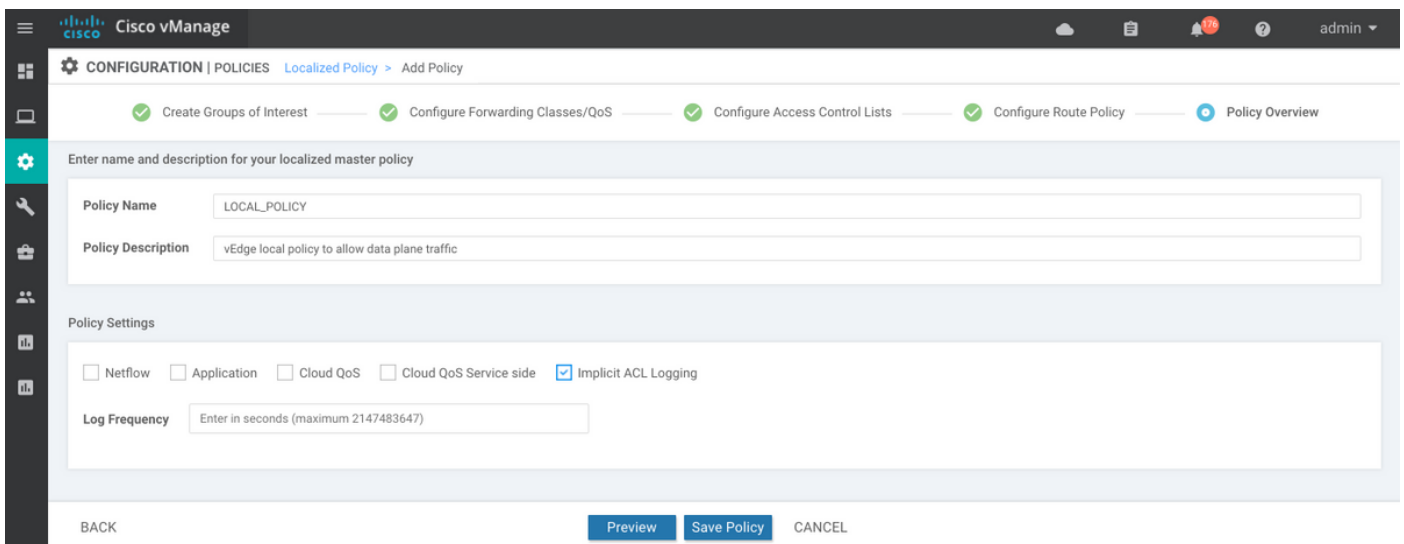 cisco Cisco vManage 176 admin
CONFIGURATION | POLICIES Localized Policy > Add Policy
Create Groups of Interest Configure Forwarding Classes/QoS Configure Access Control Lists Configure Route Policy Policy Overview
Enter name and description for your localized master policy
Policy Name LOCAL_POLICY
Policy Description vEdge local policy to allow data plane traffic
Policy Settings
Netflow Application Cloud QoS Cloud QoS Service side Implicit ACL Logging
Log Frequency Enter in seconds (maximum 2147483647)
BACK Preview Save Policy CANCEL